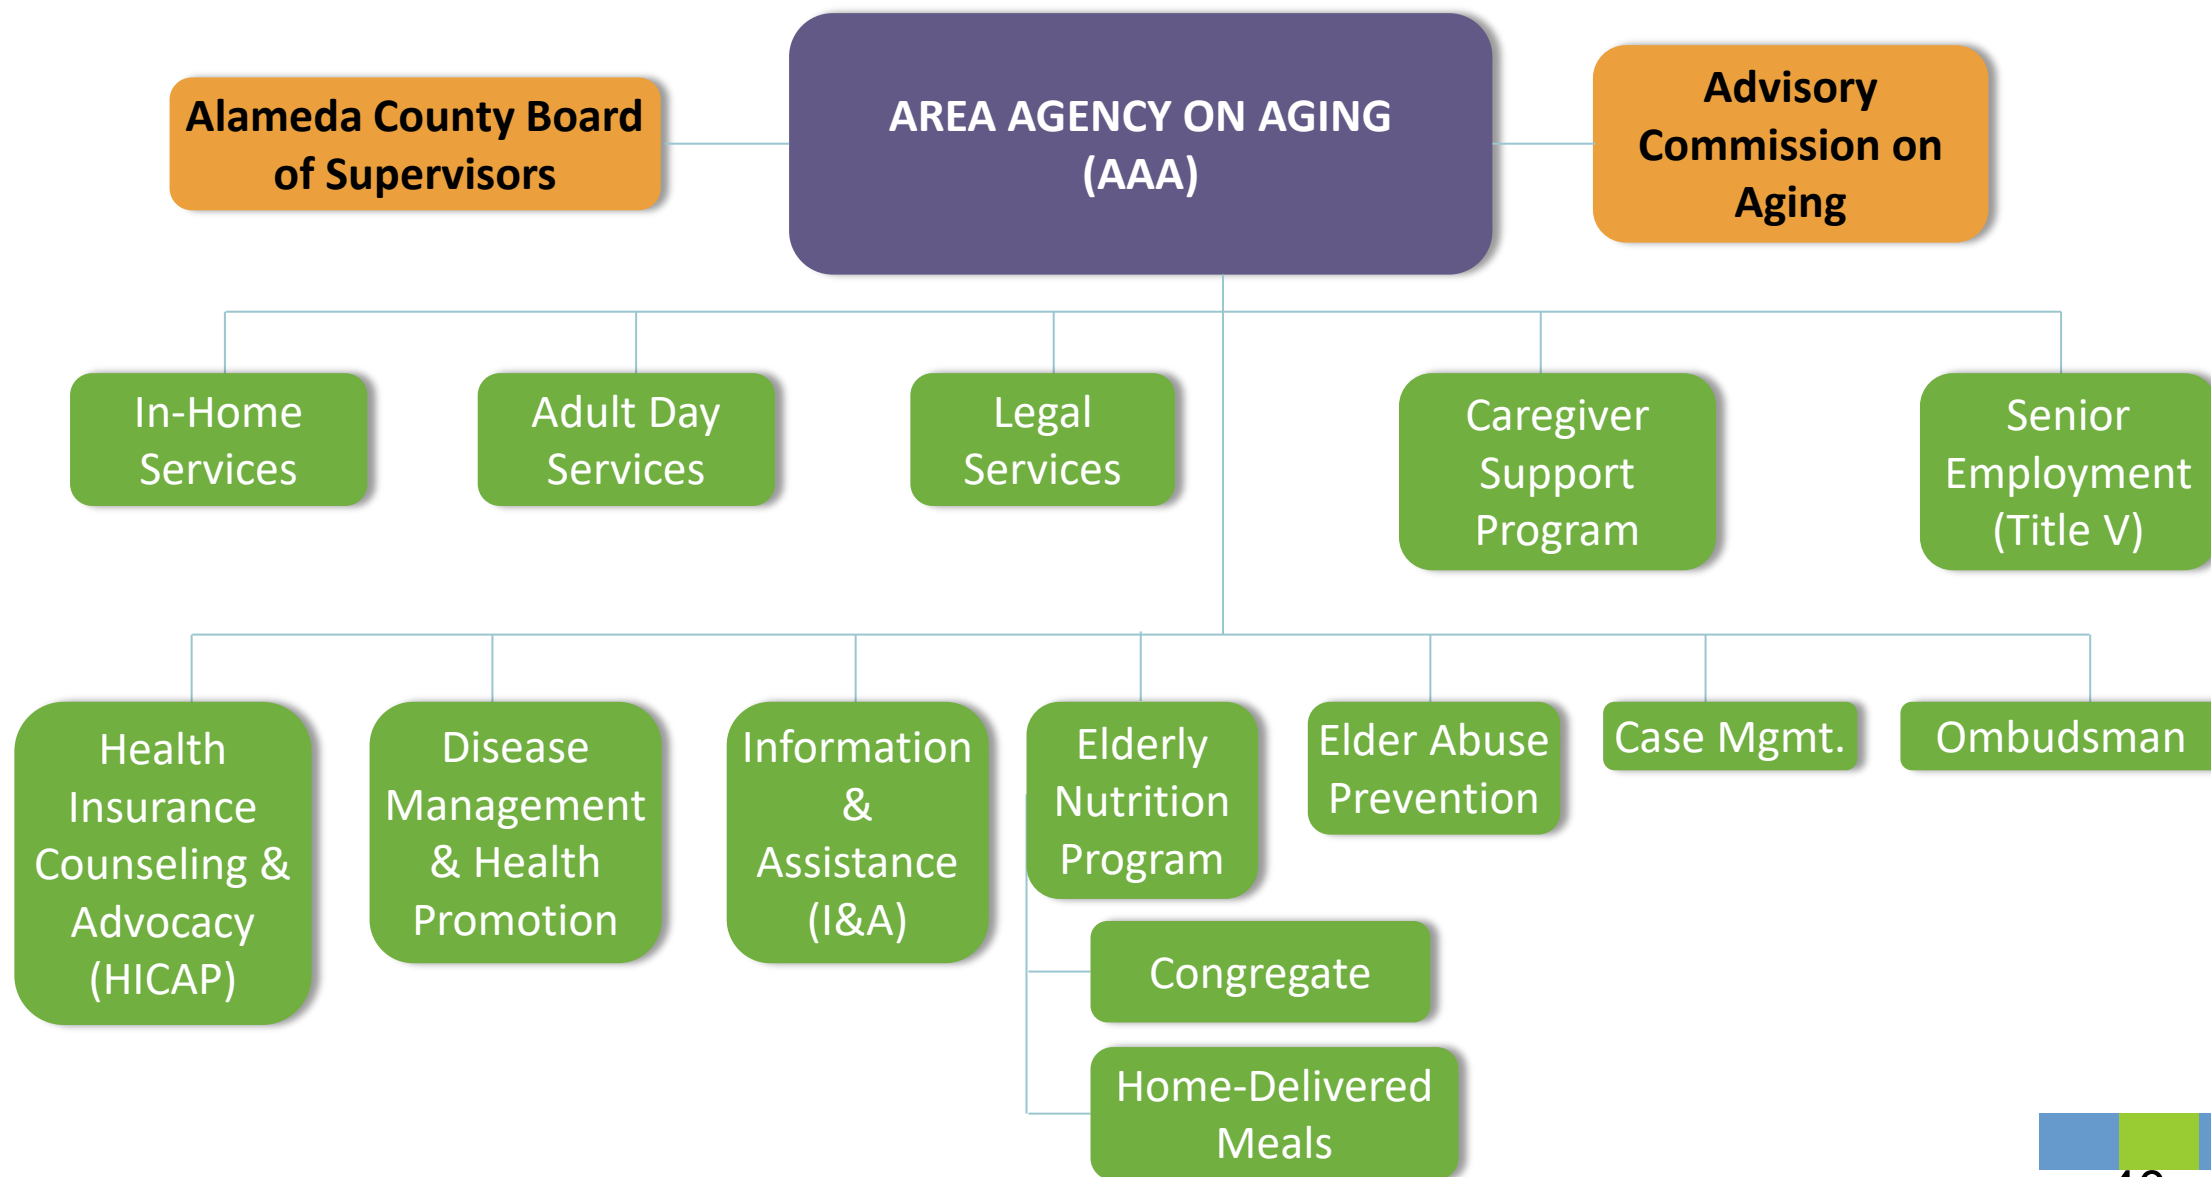 Alameda County Board
of Supervisors
AREA AGENCY ON AGING
(AAA)
Advisory
Commission on
Aging
In-Home
Services
Adult Day
Services
Legal
Services
Caregiver
Support
Program
Senior
Employment
(Title V)
Health
Insurance
Counseling &
Advocacy
(HICAP)
Disease
Management
& Health
Promotion
Information
&
Assistance
(I&A)
Elderly
Nutrition
Program
Elder Abuse
Prevention
Case Mgmt.
Ombudsman
Congregate
Home-Delivered
Meals